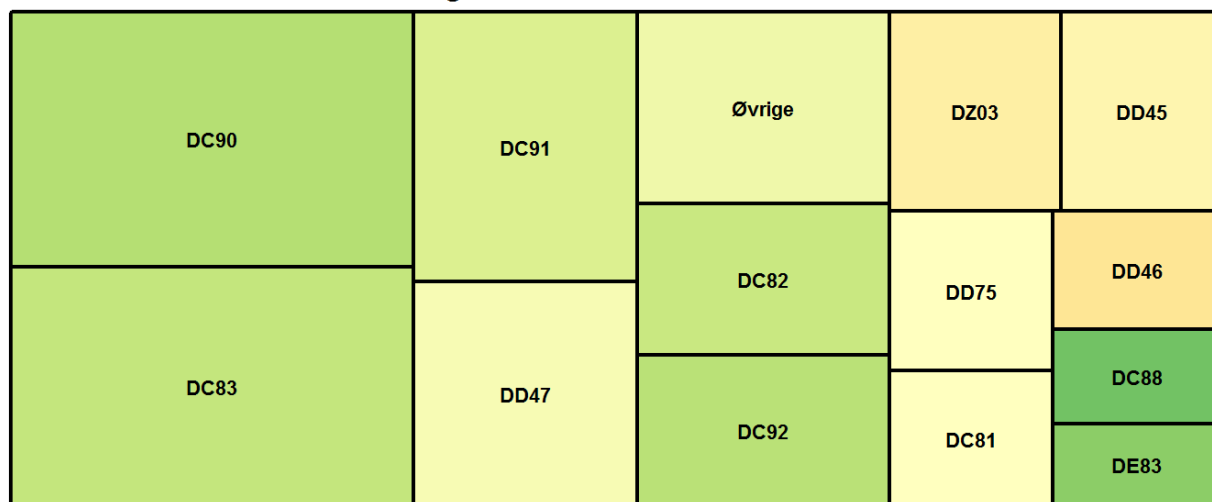 DC90
DC83
DC91
DD47
Øvrige
DC82
DC92
DZ03
DD45
DD75
DC81
DD46
DC88
DE83